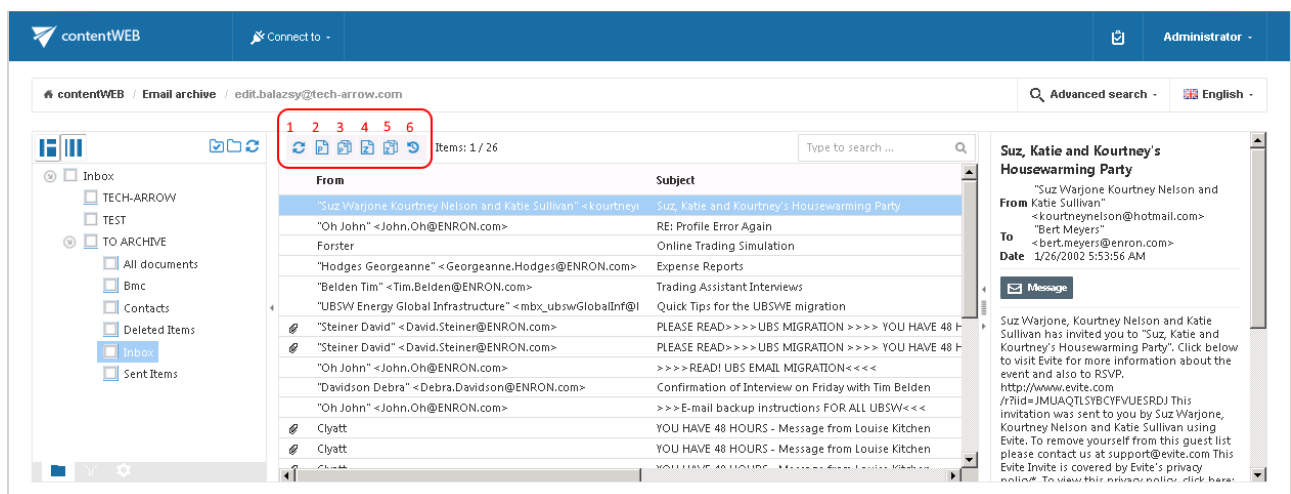 contentWEB
Connect to
Administrator
contentWEB / Email archive / edit.balazsy@tech-arrow.com
Advanced search
English
1 2 3 4 5 6
Items: 1 / 26
Type to search ...
Inbox
TECH-ARROW
TEST
TO ARCHIVE
All documents
Bmc
Contacts
Deleted Items
Inbox
Sent Items
From Subject
"Suz Warjone Kourtney Nelson and Katie Sullivan" <kourtney Suz, Katie and Kourtney's Housewarming Party
"Oh John" <John.Oh@ENRON.com> RE: Profile Error Again
Forster Online Trading Simulation
"Hodges Georgeanne" <Georgeanne.Hodges@ENRON.com> Expense Reports
"Belden Tim" <Tim.Belden@ENRON.com> Trading Assistant Interviews
"UBSW Energy Global Infrastructure" <mbx_ubswGlobalInf@ Quick Tips for the UBSWE migration
"Steiner David" <David.Steiner@ENRON.com> PLEASE READ>>>>UBS MIGRATION >>>> YOU HAVE 48 H
"Steiner David" <David.Steiner@ENRON.com> PLEASE READ>>>>UBS MIGRATION >>>> YOU HAVE 48 H
"Oh John" <John.Oh@ENRON.com> >>>>READ! UBS EMAIL MIGRATION<<<<
"Davidson Debra" <Debra.Davidson@ENRON.com> Confirmation of Interview on Friday with Tim Belden
"Oh John" <John.Oh@ENRON.com> >>>E-mail backup instructions FOR ALL UBSW<<<
Clyatt YOU HAVE 48 HOURS - Message from Louise Kitchen
Clyatt YOU HAVE 48 HOURS - Message from Louise Kitchen
Suz, Katie and Kourtney's
Housewarming Party
"Suz Warjone Kourtney Nelson and
From Katie Sullivan"
<kourtneynelson@hotmail.com>
"Bert Meyers"
To
<bert.meyers@enron.com>
Date 1/26/2002 5:53:56 AM
Message
Suz Warjone, Kourtney Nelson and Katie
Sullivan has invited you to "Suz, Katie and
Kourtney's Housewarming Party". Click below
to visit Evite for more information about the
event and also to RSVP.
http://www.evite.com
/r?iid=JMUAQTLSYBCYFVUESRDJ This
invitation was sent to you by Suz Warjone,
Kourtney Nelson and Katie Sullivan using
Evite. To remove yourself from this guest list
please contact us at support@evite.com This
Evite Invite is covered by Evite's privacy
policy*. To view this privacy policy, click here: